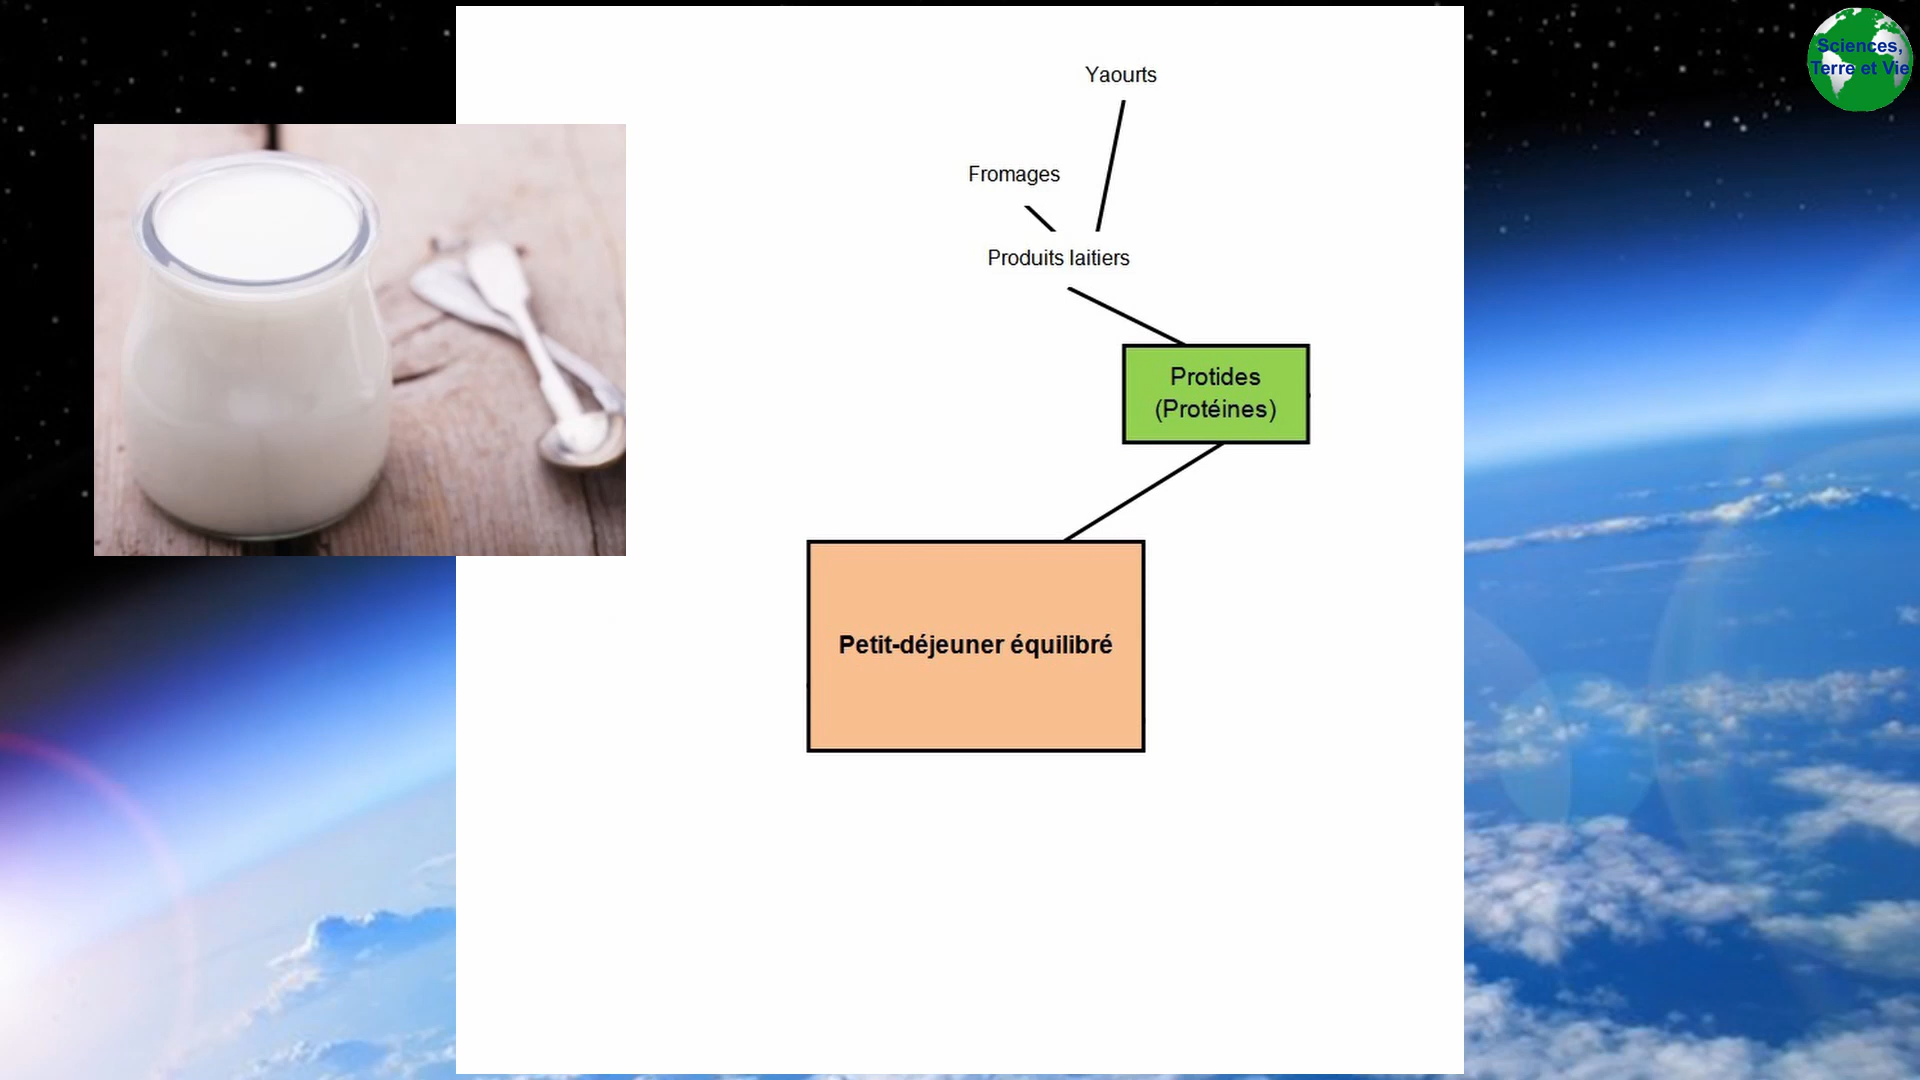 Sciences,
Terre et Vie
Yaourts
Fromages
Produits laitiers
Protides
(Protéines)
Petit-déjeuner équilibré